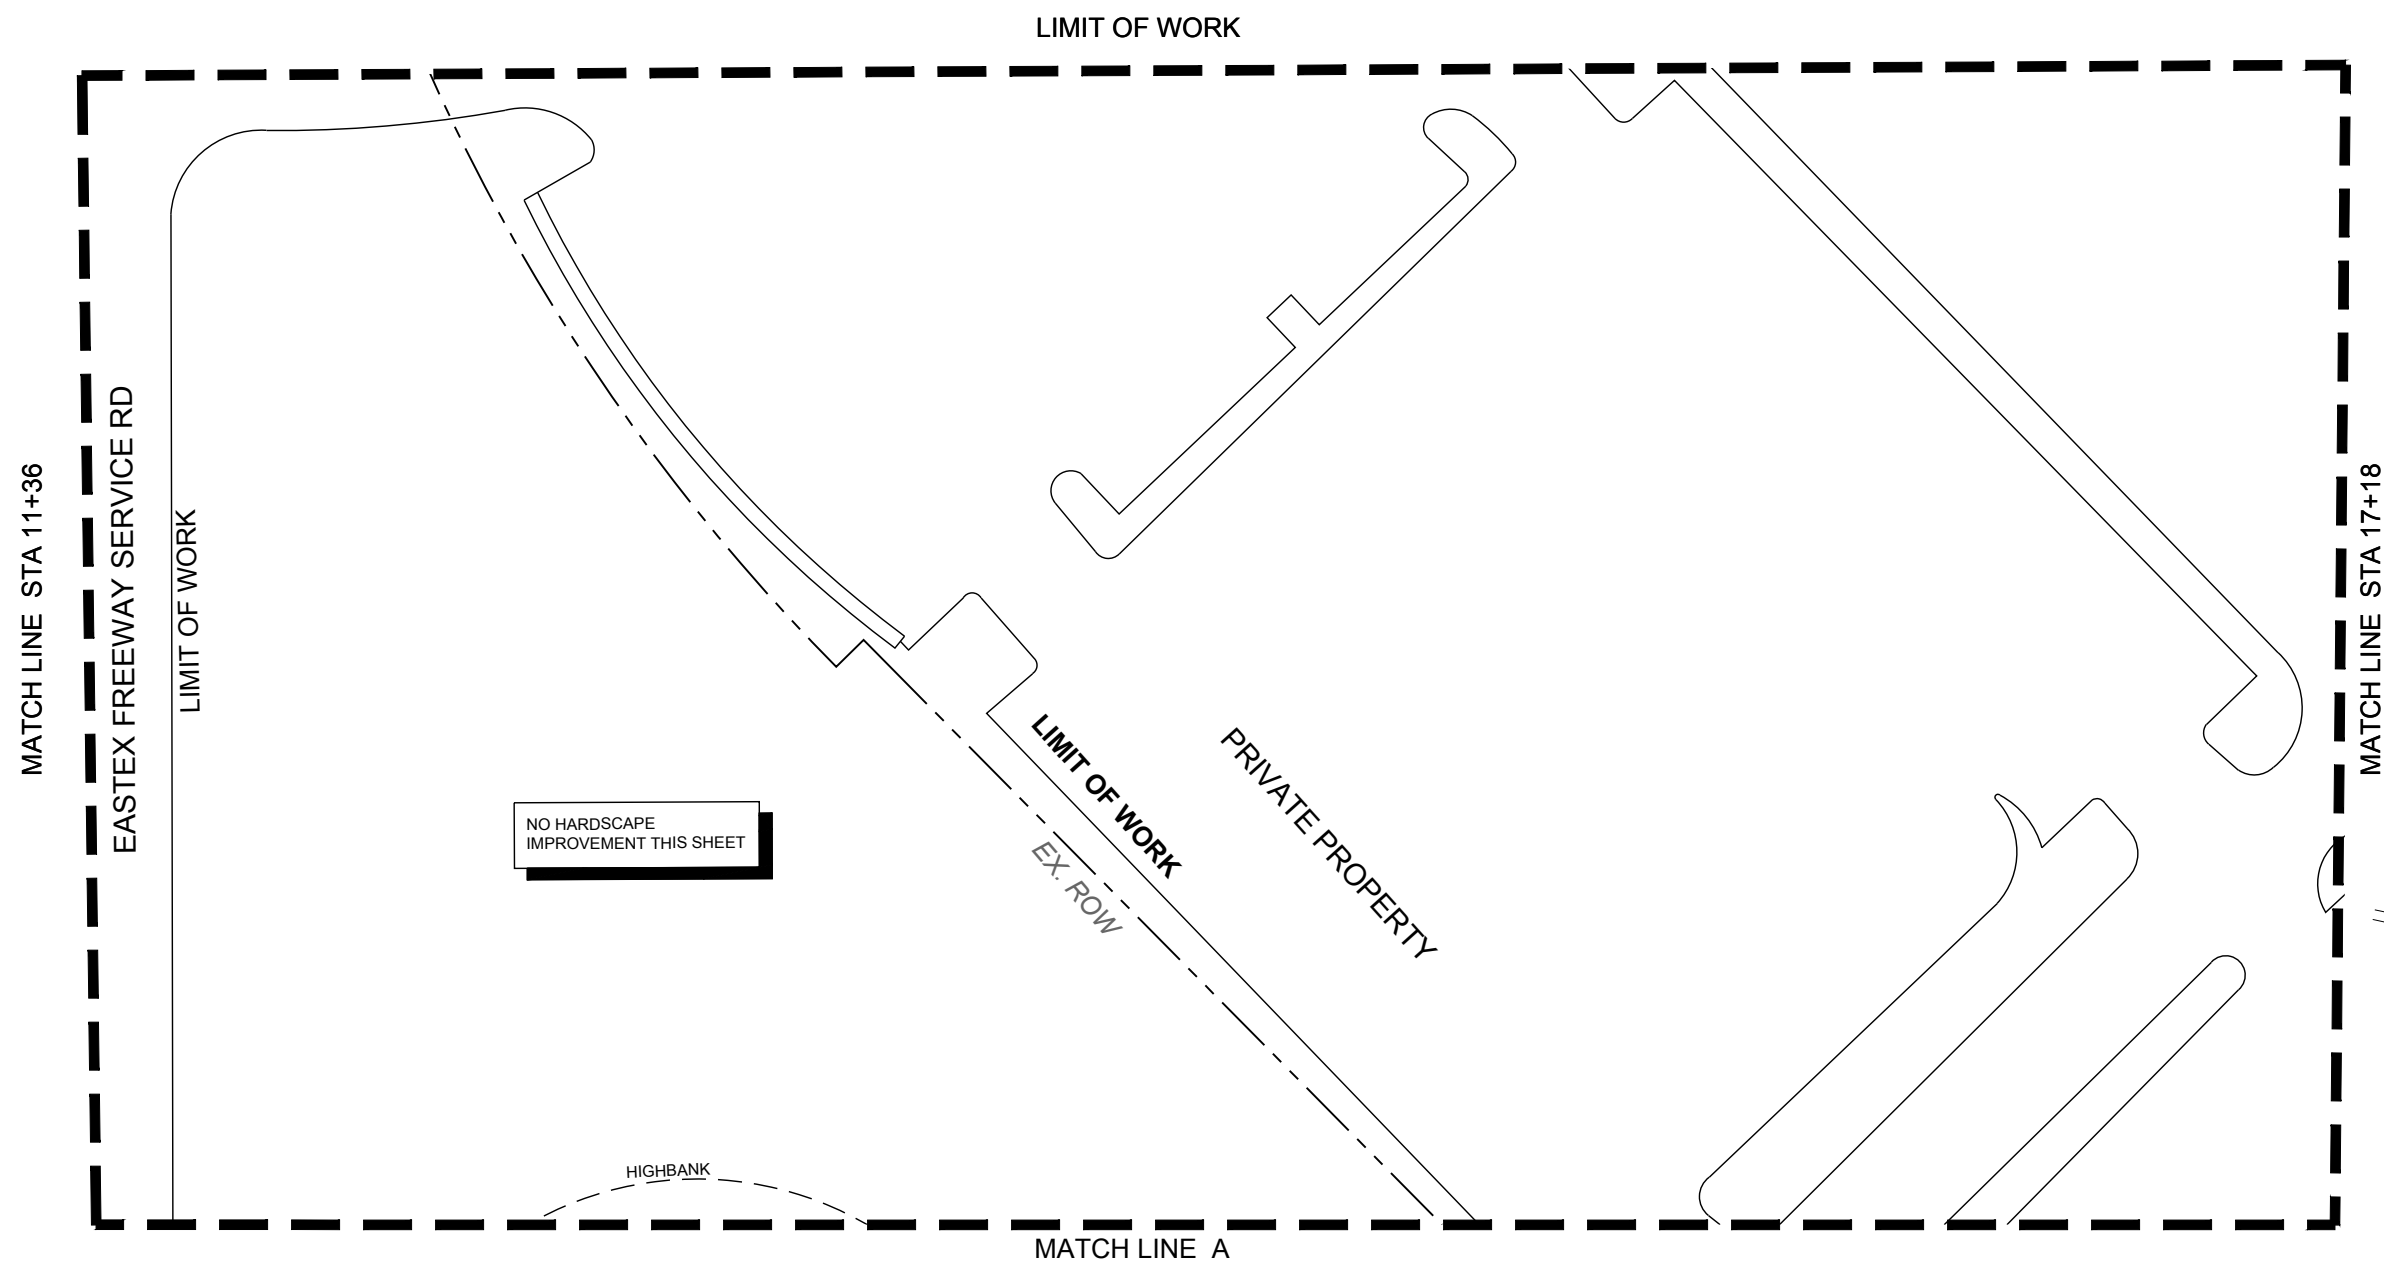 LIMIT OF WORK
MATCH LINE STA 11+36
EASTEX FREEWAY SERVICE RD
LIMIT OF WORK
MATCH LINE STA 17+18
LIMIT OF WORK
PRIVATE PROPERTY
EX. ROW
NO HARDSCAPE
IMPROVEMENT THIS SHEET
HIGHBANK
MATCH LINE A